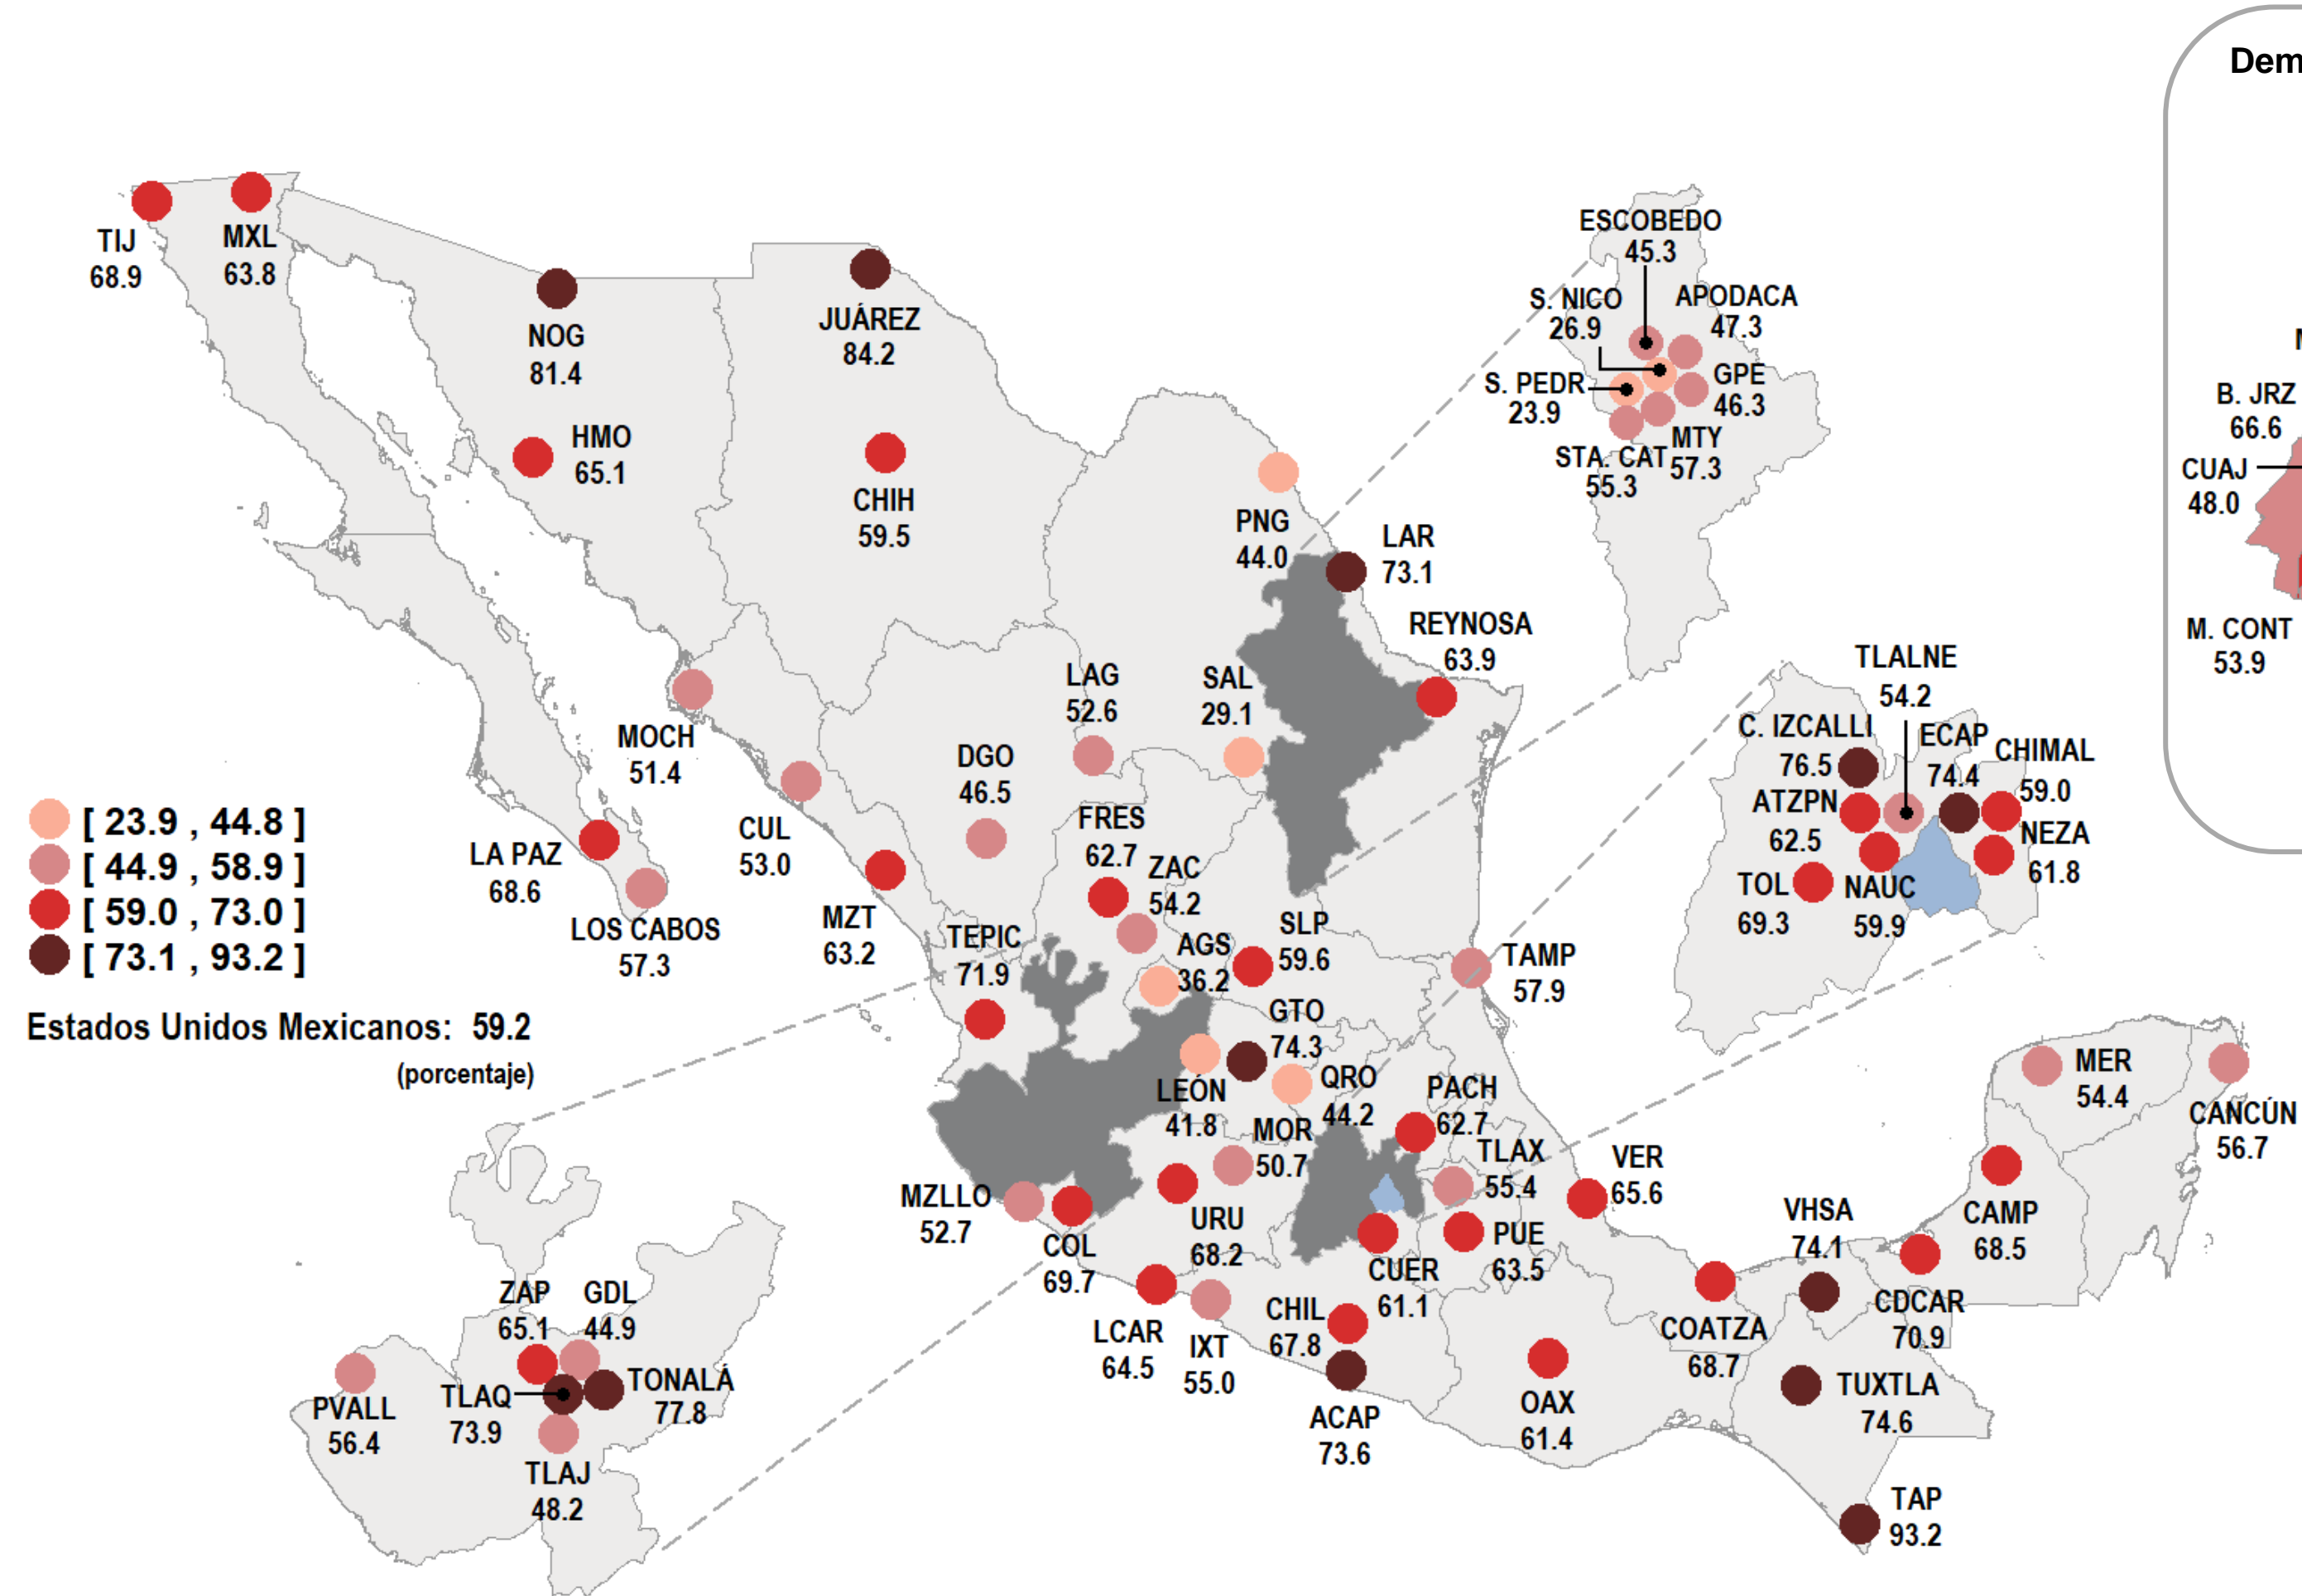 Dem
TIJ
68.9
MXL
63.8
NOG
81.4
JUÁREZ
84.2
HMO
65.1
CHIH
59.5
PNG
44.0
LAR
73.1
REYNOSA
63.9
ESCOBEDO
45.3
S. NICO
26.9
APODACA
47.3
S. PEDR
23.9
GPE
46.3
MTY
57.3
STA. CAT
55.3
B. JRZ
66.6
CUAJ
48.0
M. CONT
53.9
MOCH
51.4
LAG
52.6
SAL
29.1
DGO
46.5
CUL
53.0
LA PAZ
68.6
LOS CABOS
57.3
MZT
63.2
FRES
62.7
ZAC
54.2
TEPIC
71.9
AGS
36.2
SLP
59.6
TAMP
57.9
TLALNE
54.2
C. IZCALLI
76.5
ECAP
74.4
CHIMAL
59.0
ATZPN
62.5
NEZA
61.8
TOL
69.3
NAUC
59.9
[ 23.9 , 44.8 ]
[ 44.9 , 58.9 ]
[ 59.0 , 73.0 ]
[ 73.1 , 93.2 ]
Estados Unidos Mexicanos: 59.2
(porcentaje)
GTO
74.3
LEÓN
41.8
QRO
44.2
PACH
62.7
MOR
50.7
TLAX
55.4
MZLLO
52.7
COL
69.7
URU
68.2
CUER
61.1
PUE
63.5
VER
65.6
LCAR
64.5
IXT
55.0
CHIL
67.8
ACAP
73.6
OAX
61.4
COATZA
68.7
VHSA
74.1
CDCAR
70.9
CAMP
68.5
MER
54.4
CANCÚN
56.7
TUXTLA
74.6
TAP
93.2
ZAP
65.1
GDL
44.9
PVALL
56.4
TLAQ
73.9
TONALÁ
77.8
TLAJ
48.2